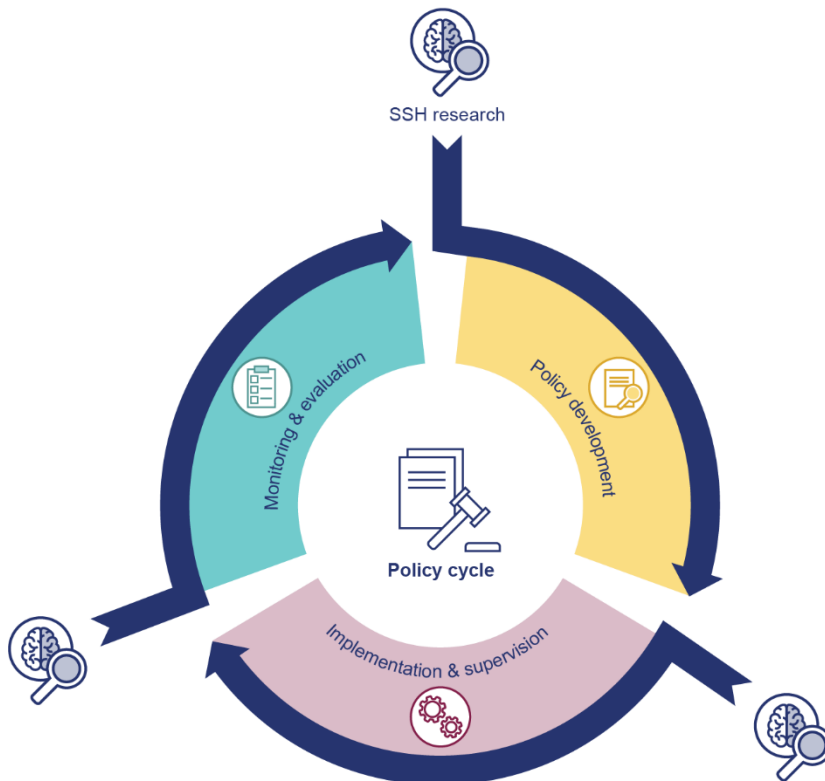 SSH research
Policy development
Monitoring & evaluation
Policy cycle
Implementation & supervision